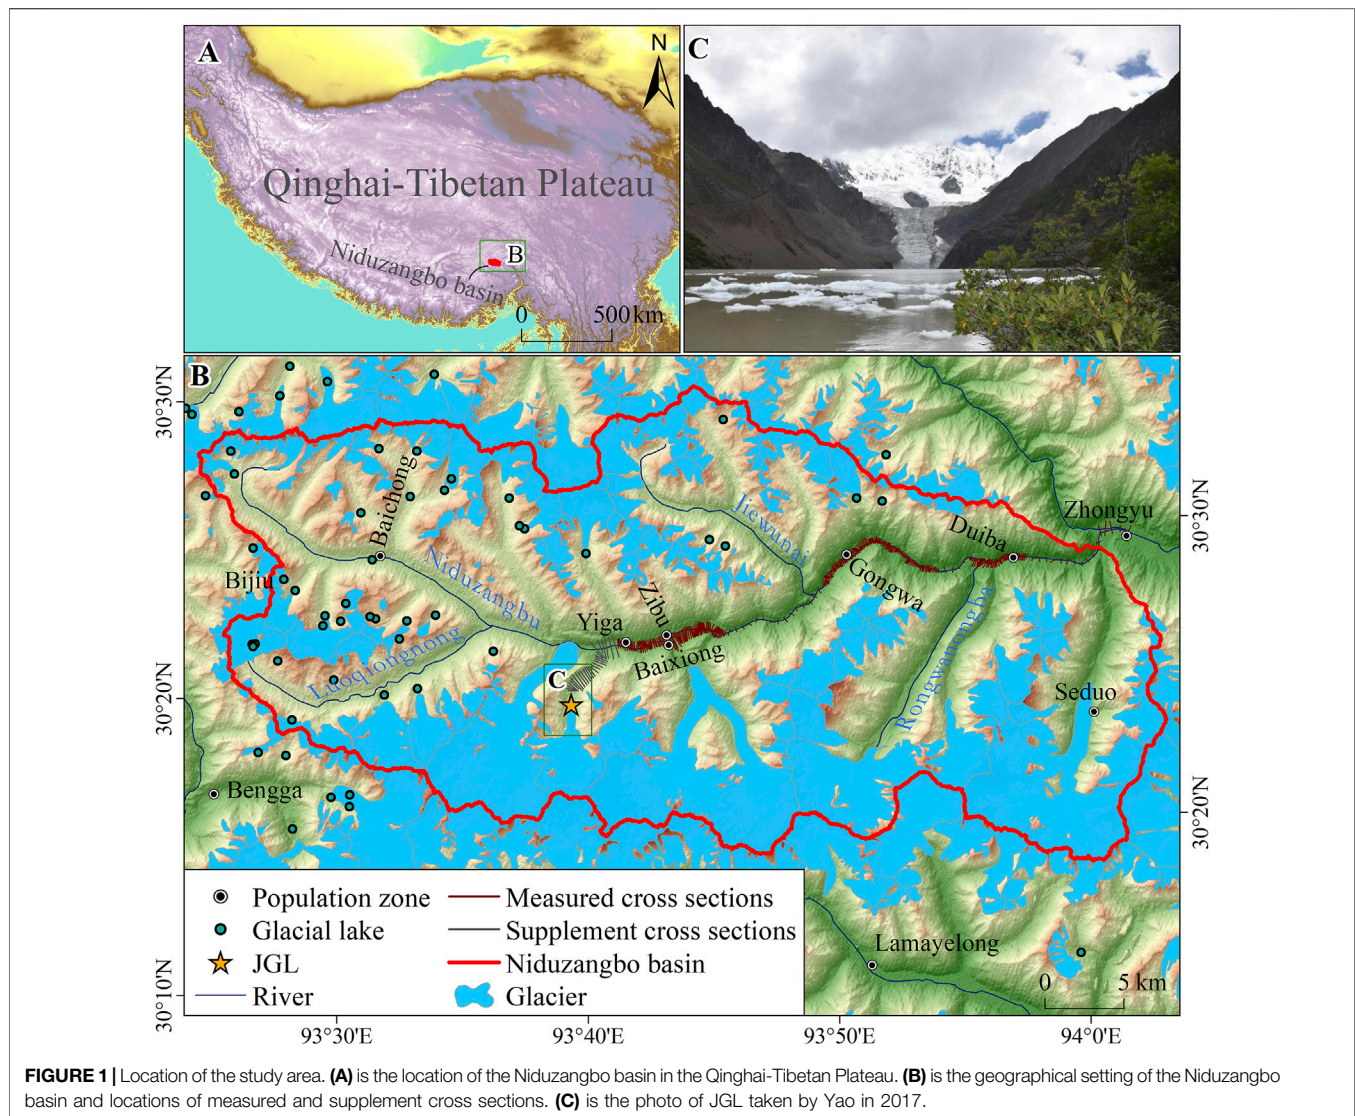 A
N
Qinghai-Tibetan Plateau
B
Niduzangbo basin
0 500 km
C
B
30°30'N
30°20'N
30°10'N
30°30'N
30°20'N
93°30'E
93°40'E
93°50'E
94°0'E
Baichong
Bijiu
Niduzangbu
Luoqiongnong
Yiga
Zibu
Baixiong
C
Jiewunai
Gongwa
Duiba
Zhongyu
Rongwanongba
Seduo
Bengga
Lamayelong
0 5 km
Population zone
Glacial lake
JGL
River
Measured cross sections
Supplement cross sections
Niduzangbo basin
Glacier
FIGURE 1 | Location of the study area. (A) is the location of the Niduzangbo basin in the Qinghai-Tibetan Plateau. (B) is the geographical setting of the Niduzangbo
basin and locations of measured and supplement cross sections. (C) is the photo of JGL taken by Yao in 2017.